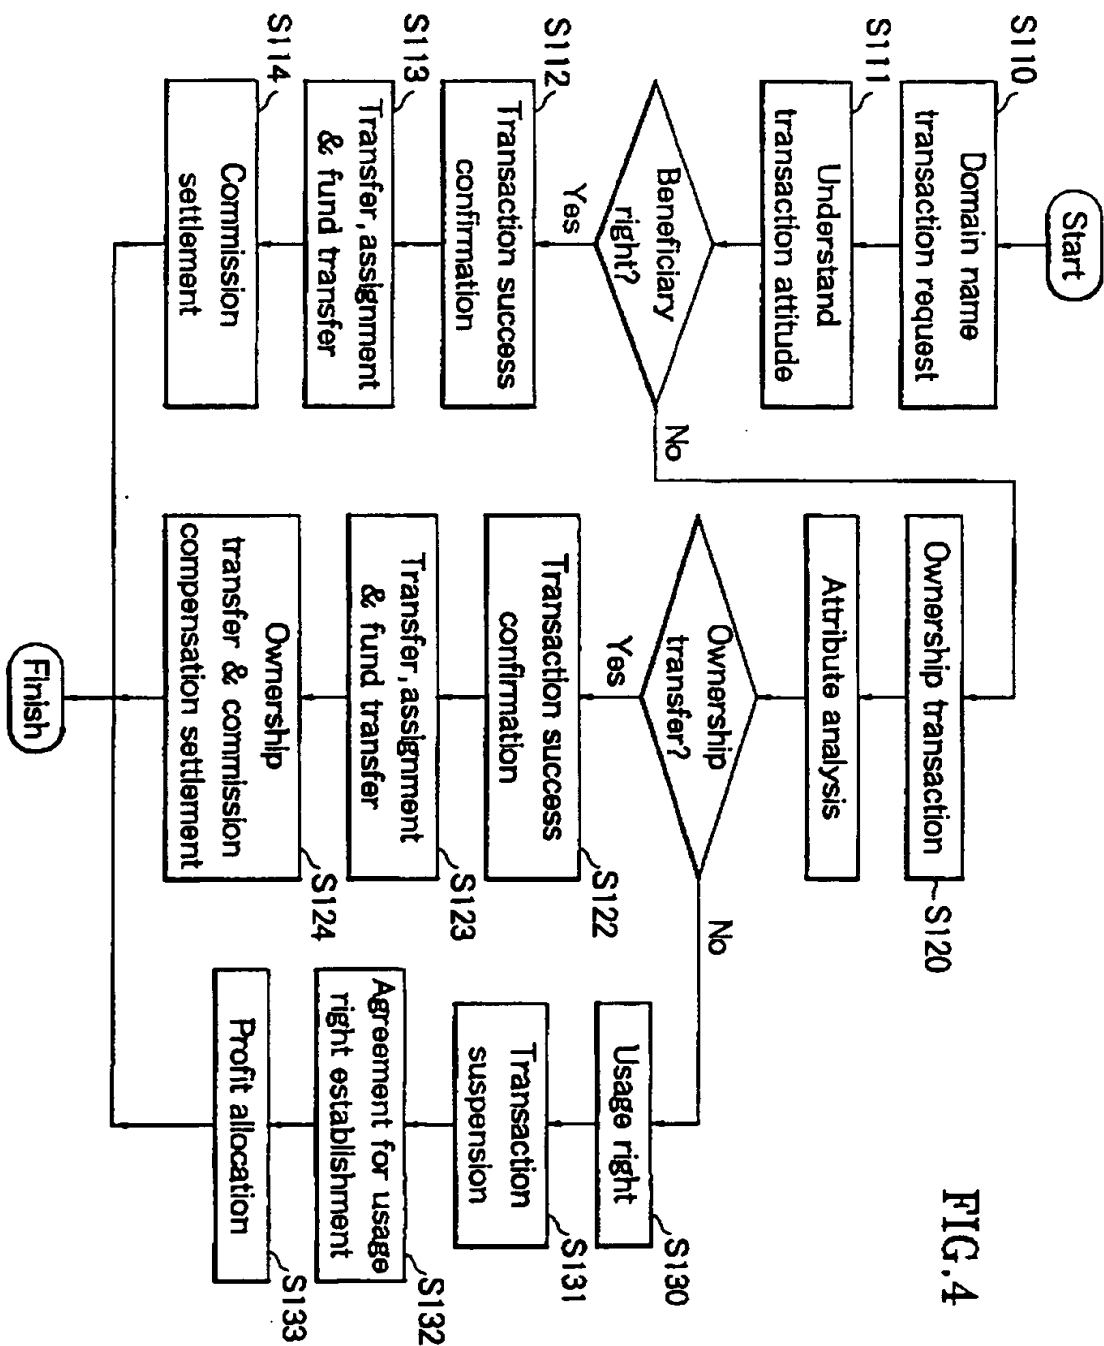 FIG.4
Start
S110
Domain name
transaction request
S111
Understand
transaction attitude
Beneficiary
right?
Yes
No
S112
Transaction success
confirmation
S113
Transfer,assignment
& fund transfer
S114
Commission
settlement
Ownership transaction
S120
Attribute analysis
Ownership
transfer?
Yes
No
Transaction success
confirmation
S122
Transfer,assignment
& fund transfer
S123
Ownership
transfer & commission
compensation settlement
S124
Usage right
S130
Transaction
suspension
S131
Agreement for usage
right establishment
S132
Profit allocation
S133
Finish